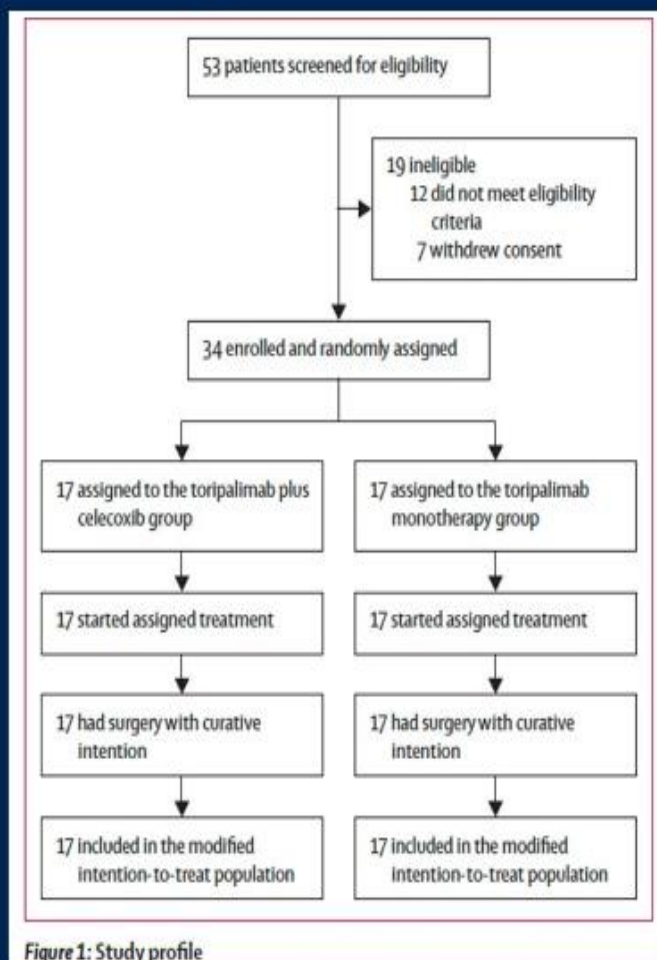 53 patients screened for eligibility
19 ineligible
12 did not meet eligibility
criteria
7 withdrew consent
34 enrolled and randomly assigned
17 assigned to the toripalimab plus
celecoxib group
17 assigned to the toripalimab
monotherapy group
17 started assigned treatment
17 started assigned treatment
17 had surgery with curative
intention
17 had surgery with curative
intention
17 included in the modified
intention-to-treat population
17 included in the modified
intention-to-treat population
Figure 1: Study profile